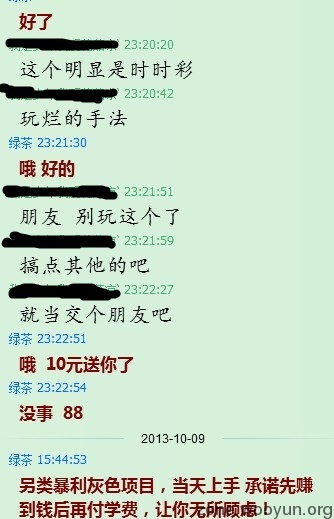 好了
23:20:20
这个明显是时时彩
23:20:42
玩烂的手法
绿茶 23:21:30
哦 好的
23:21:51
朋友 别玩这个了
23:21:59
搞点其他的吧
23:22:27
就当交个朋友吧
绿茶 23:22:51
哦 10元送你了
绿茶 23:22:54
没事 88
2013-10-09
绿茶 15:44:53
另类暴利灰色项目，当天上手 承诺先赚
到钱后再付学费，让你无所顾虑！